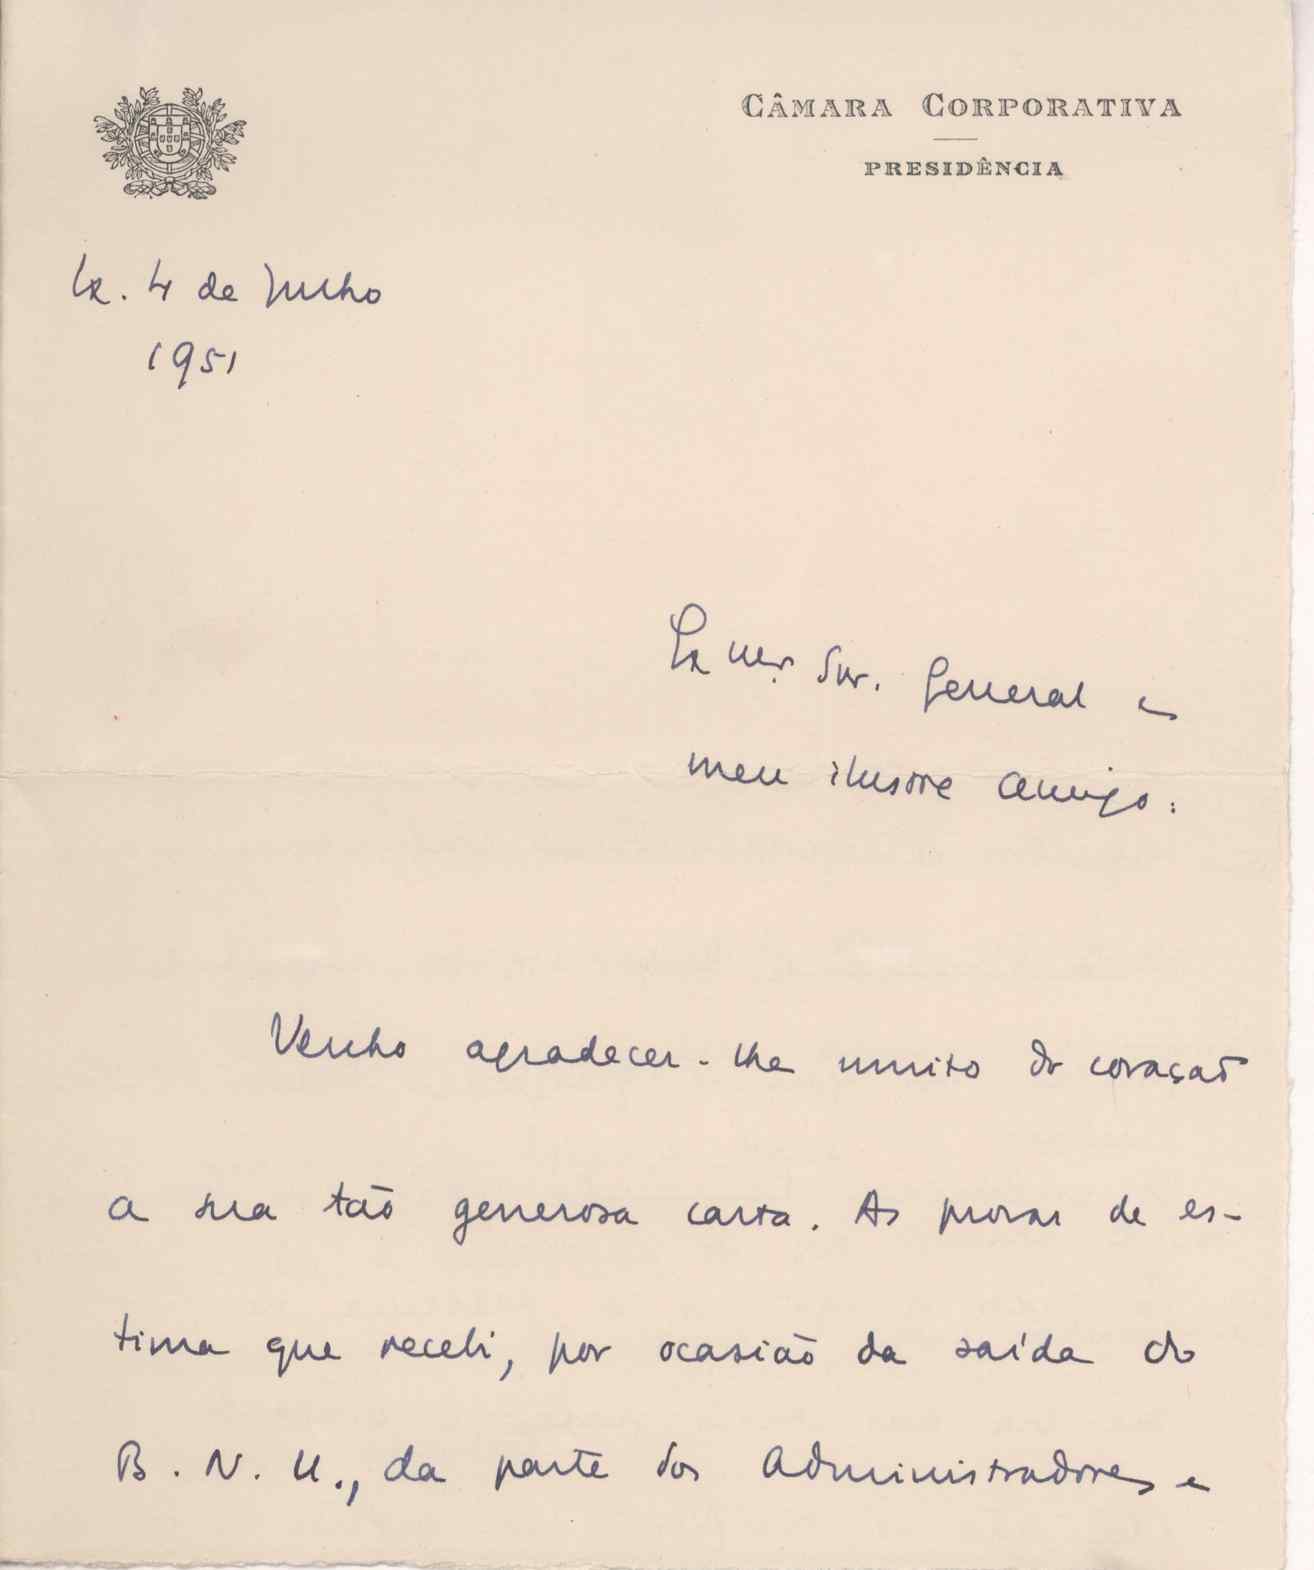 CÂMARA CORPORATIVA
PRESIDÊNCIA
Lx. 4 de Julho
1951
Ex.mo. Snr. General e
meu ilustre amigo:
Venho agradecer-lhe muito do coração
a sua tão generosa carta. As provas de es-
tima que recebi, por ocasião da saída do
B. N. U., da parte dos Administradores e